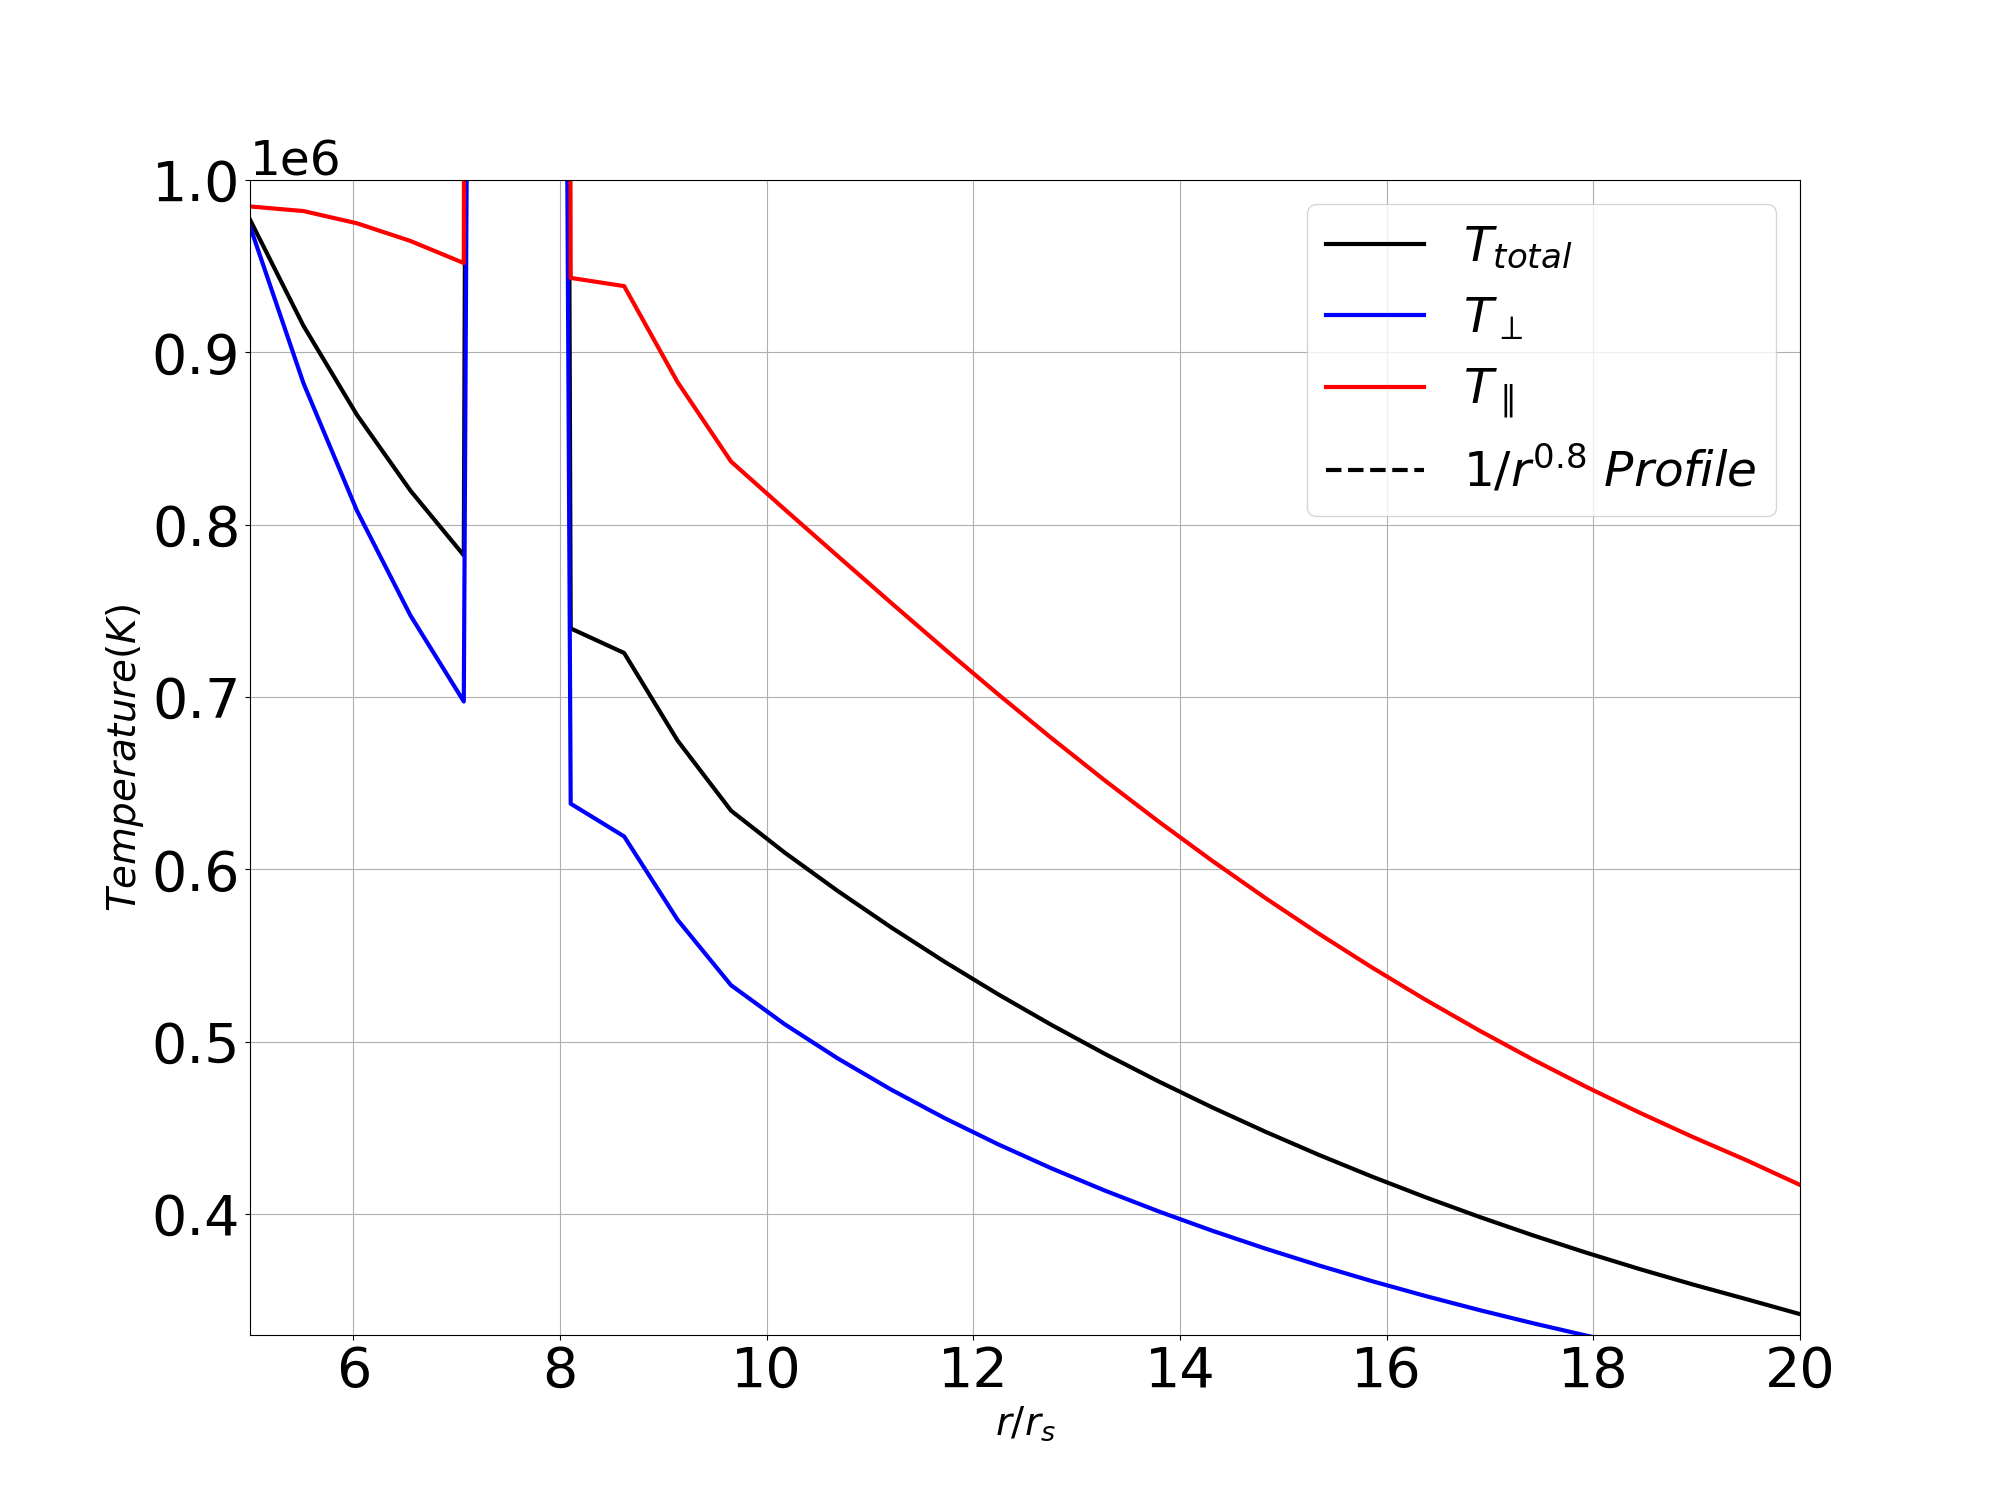 1e6
1.0
0.9
0.8
0.7
0.6
0.5
0.4
Temperature(K)
T_total
T_⊥
T_∥
1/r^0.8 Profile
6 8 10 12 14 16 18 20
r/r_s